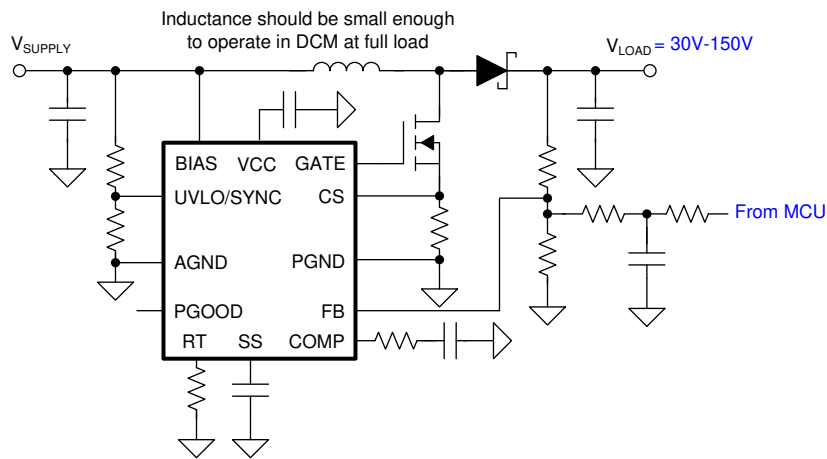 Inductance should be small enough
to operate in DCM at full load
VSUPPLY
VLOAD = 30V-150V
BIAS VCC GATE
UVLO/SYNC CS
AGND PGND
PGOOD FB
RT SS COMP
From MCU